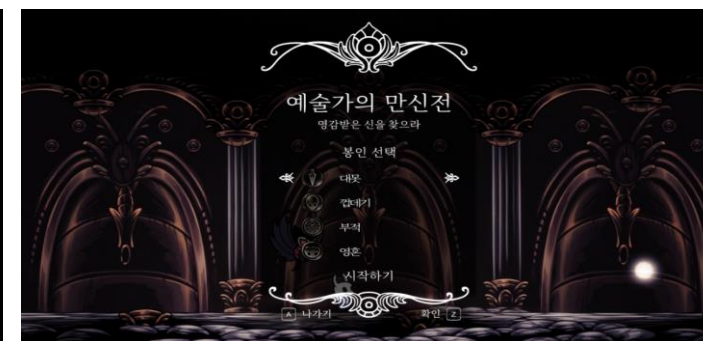 예술가의 만신전
영감받은 신을 찾으라
봉인 선택
대못
껍데기
부적
영혼
시작하기
A 나가기
확인 Z